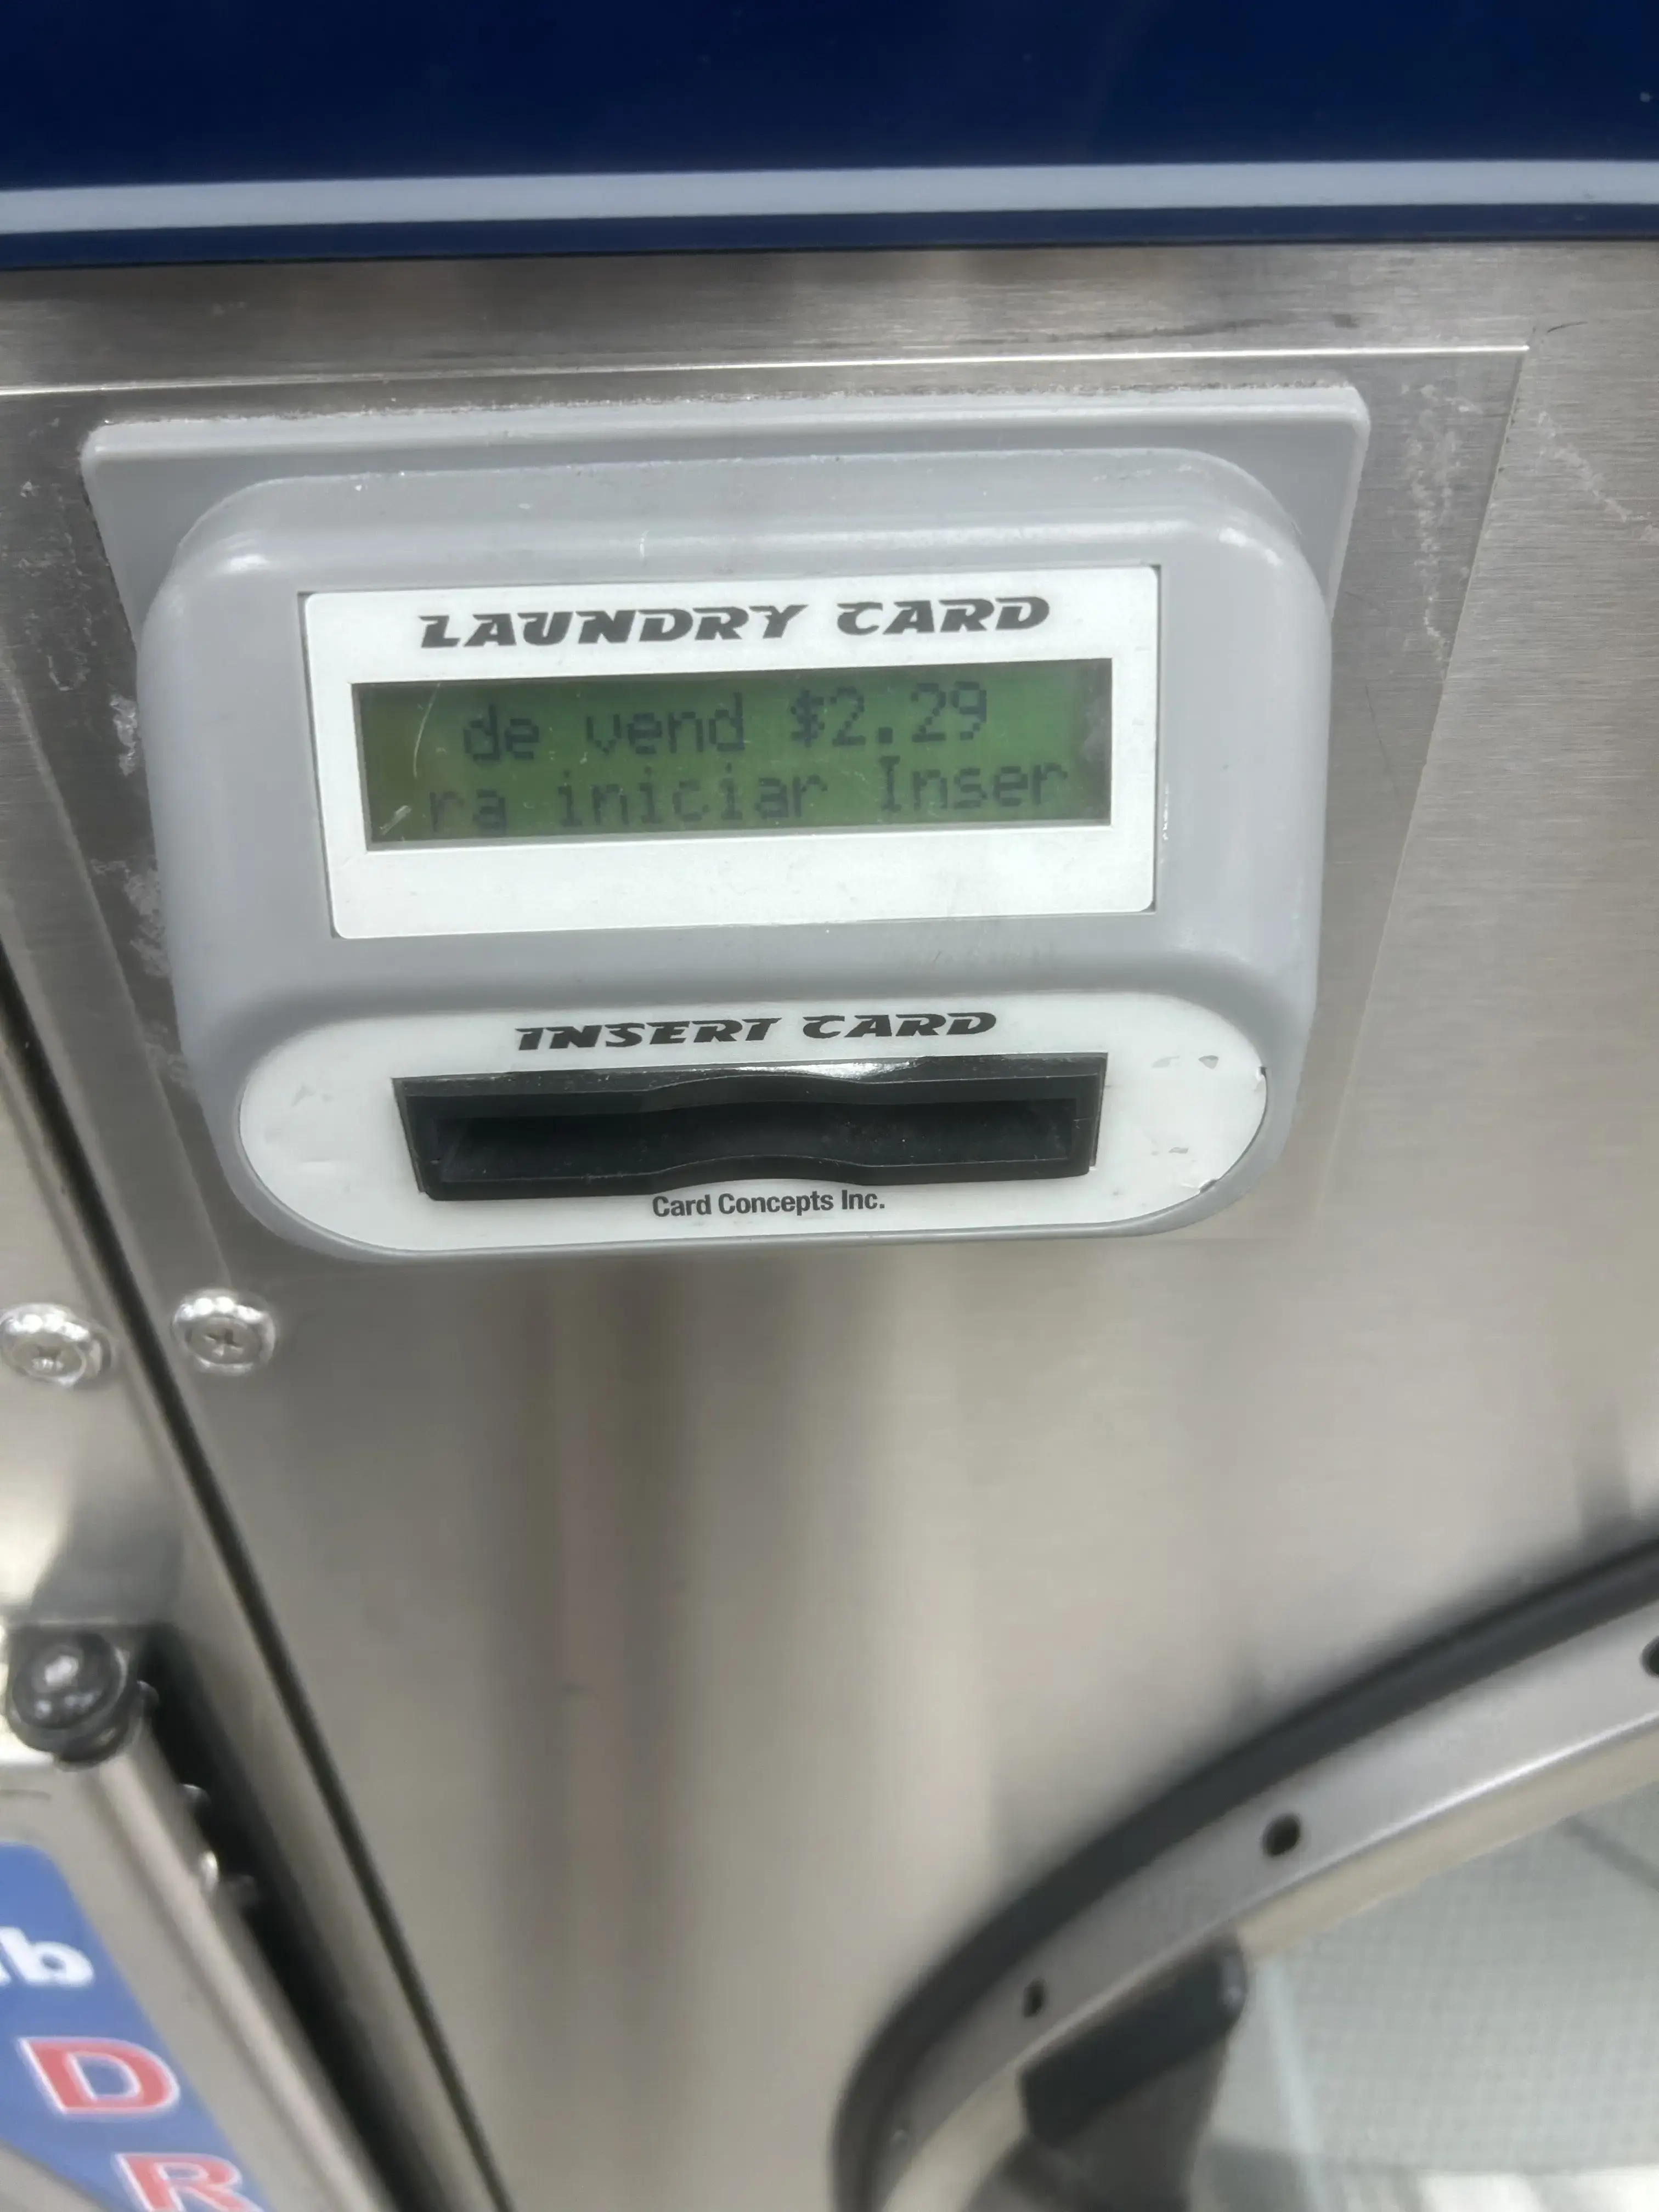 LAUNDRY CARD
de vend $2.29
ra iniciar Inser
INSERT CARD
Card Concepts Inc.
b
D
R